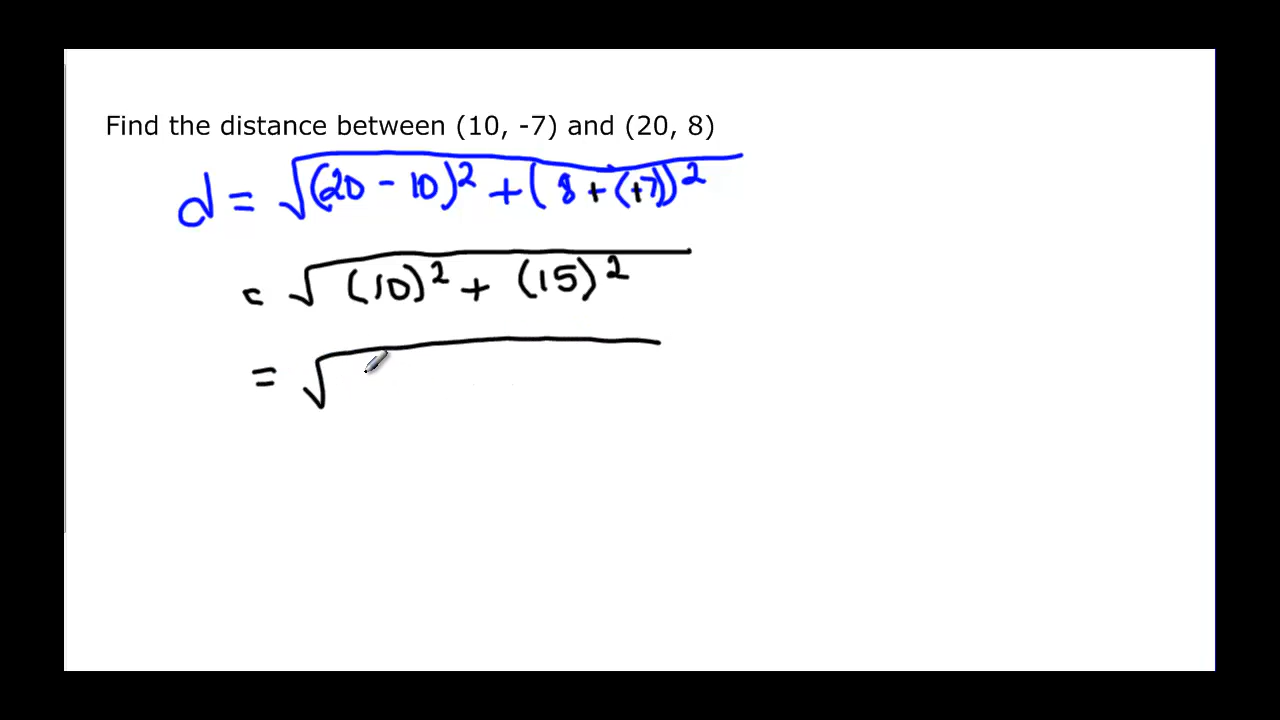 Find the distance between (10, -7) and (20, 8)
d = √(20 - 10)² + (8 + (+7))²
= √(10)² + (15)²
= √